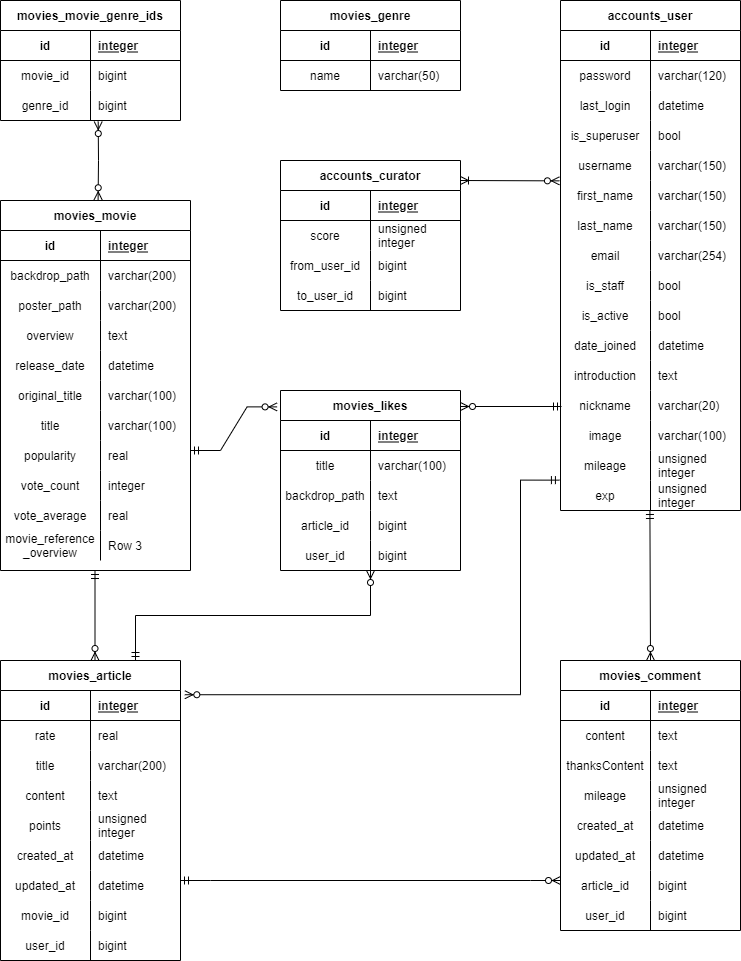 movies_movie_genre_ids
id integer
movie_id bigint
genre_id bigint
movies_genre
id integer
name varchar(50)
accounts_user
id integer
password varchar(120)
last_login datetime
is_superuser bool
username varchar(150)
first_name varchar(150)
last_name varchar(150)
email varchar(254)
is_staff bool
is_active bool
date_joined datetime
introduction text
nickname varchar(20)
image varchar(100)
mileage unsigned
integer
exp unsigned
integer
accounts_curator
id integer
score unsigned
integer
from_user_id bigint
to_user_id bigint
movies_movie
id integer
backdrop_path varchar(200)
poster_path varchar(200)
overview text
release_date datetime
original_title varchar(100)
title varchar(100)
popularity real
vote_count integer
vote_average real
movie_reference
_overview Row 3
movies_likes
id integer
title varchar(100)
backdrop_path text
article_id bigint
user_id bigint
movies_article
id integer
rate real
title varchar(200)
content text
points unsigned
integer
created_at datetime
updated_at datetime
movie_id bigint
user_id bigint
movies_comment
id integer
content text
thanksContent text
mileage unsigned
integer
created_at datetime
updated_at datetime
article_id bigint
user_id bigint